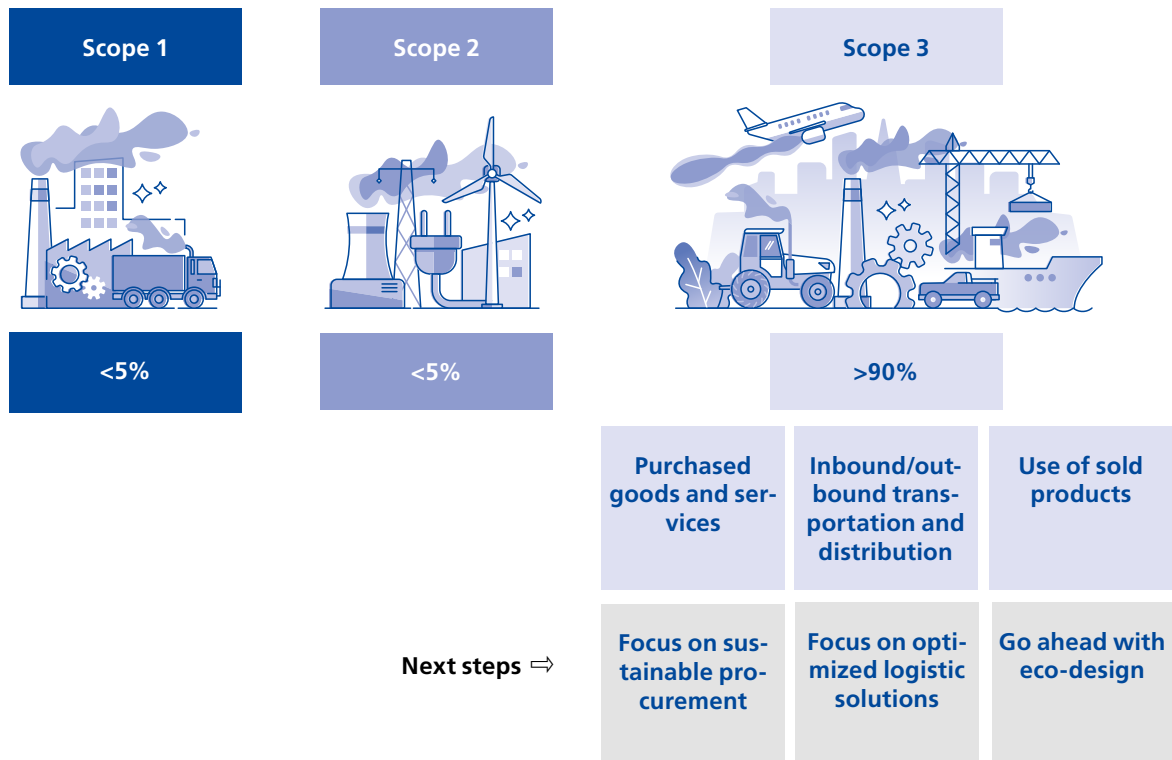 Scope 1
Scope 2
Scope 3
<5%
<5%
>90%
Purchased
goods and ser-
vices
Inbound/out-
bound trans-
portation and
distribution
Use of sold
products
Next steps ⇨
Focus on sus-
tainable pro-
curement
Focus on opti-
mized logistic
solutions
Go ahead with
eco-design